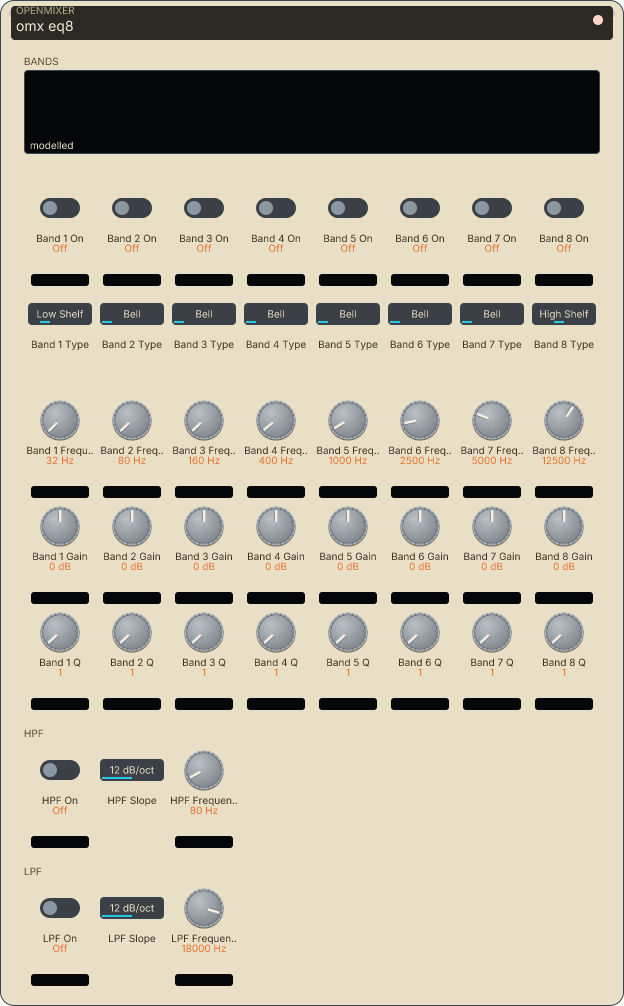 OPENMIXER
omx eq8
BANDS
modelled
Band 1 On Band 2 On Band 3 On Band 4 On Band 5 On Band 6 On Band 7 On Band 8 On
Off Off Off Off Off Off Off Off
Low Shelf Bell Bell Bell Bell Bell Bell High Shelf
Band 1 Type Band 2 Type Band 3 Type Band 4 Type Band 5 Type Band 6 Type Band 7 Type Band 8 Type
Band 1 Frequ.. Band 2 Freq.. Band 3 Freq.. Band 4 Freq.. Band 5 Freq.. Band 6 Freq.. Band 7 Freq.. Band 8 Freq..
32 Hz 80 Hz 160 Hz 400 Hz 1000 Hz 2500 Hz 5000 Hz 12500 Hz
Band 1 Gain Band 2 Gain Band 3 Gain Band 4 Gain Band 5 Gain Band 6 Gain Band 7 Gain Band 8 Gain
0 dB 0 dB 0 dB 0 dB 0 dB 0 dB 0 dB 0 dB
Band 1 Q Band 2 Q Band 3 Q Band 4 Q Band 5 Q Band 6 Q Band 7 Q Band 8 Q
1 1 1 1 1 1 1 1
HPF
12 dB/oct
HPF On HPF Slope HPF Frequen..
Off 80 Hz
LPF
12 dB/oct
LPF On LPF Slope LPF Frequen..
Off 18000 Hz